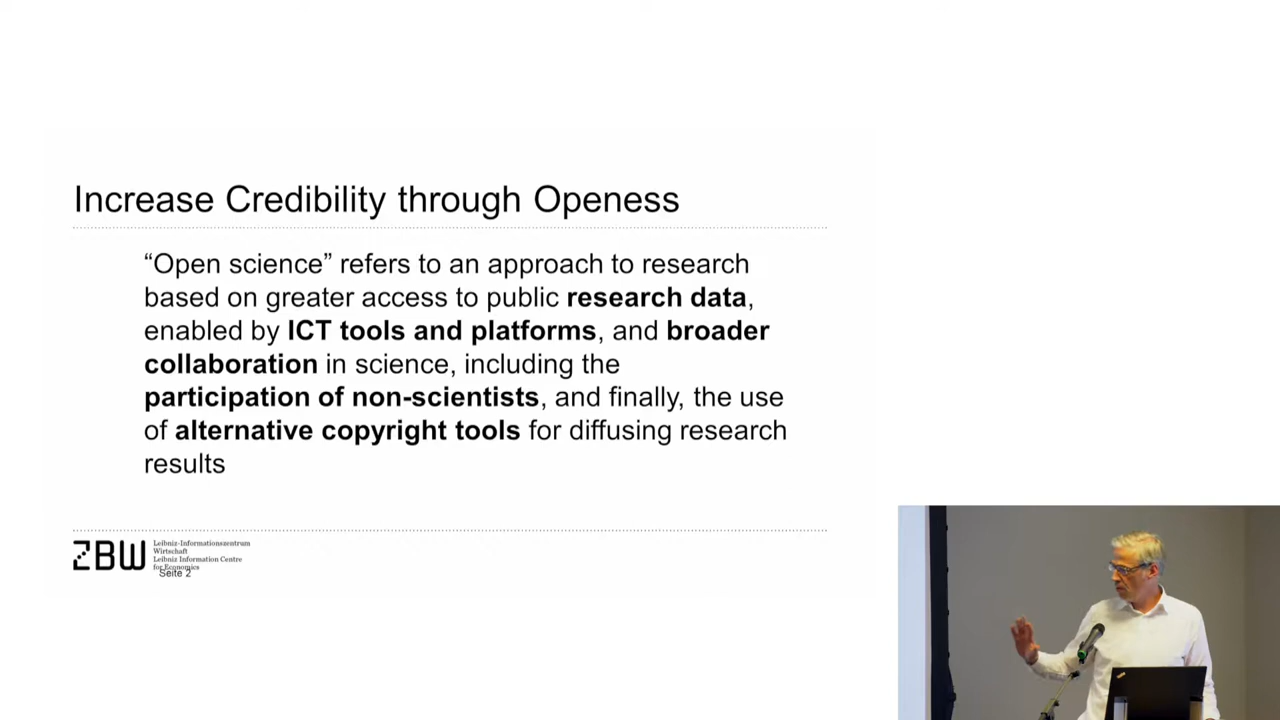 Increase Credibility through Openess
“Open science” refers to an approach to research
based on greater access to public research data,
enabled by ICT tools and platforms, and broader
collaboration in science, including the
participation of non-scientists, and finally, the use
of alternative copyright tools for diffusing research
results
ZBW
Leibniz-Informationszentrum
Wirtschaft
Leibniz Information Centre
for Economics
Seite 2